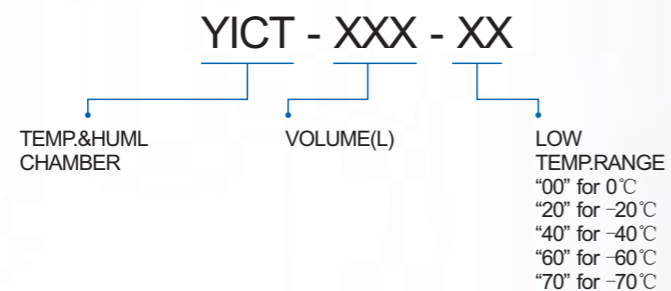 YICT - XXX - XX
TEMP.&HUML
CHAMBER
VOLUME(L)
LOW
TEMP.RANGE
“00” for 0℃
“20” for −20℃
“40” for −40℃
“60” for −60℃
“70” for −70℃